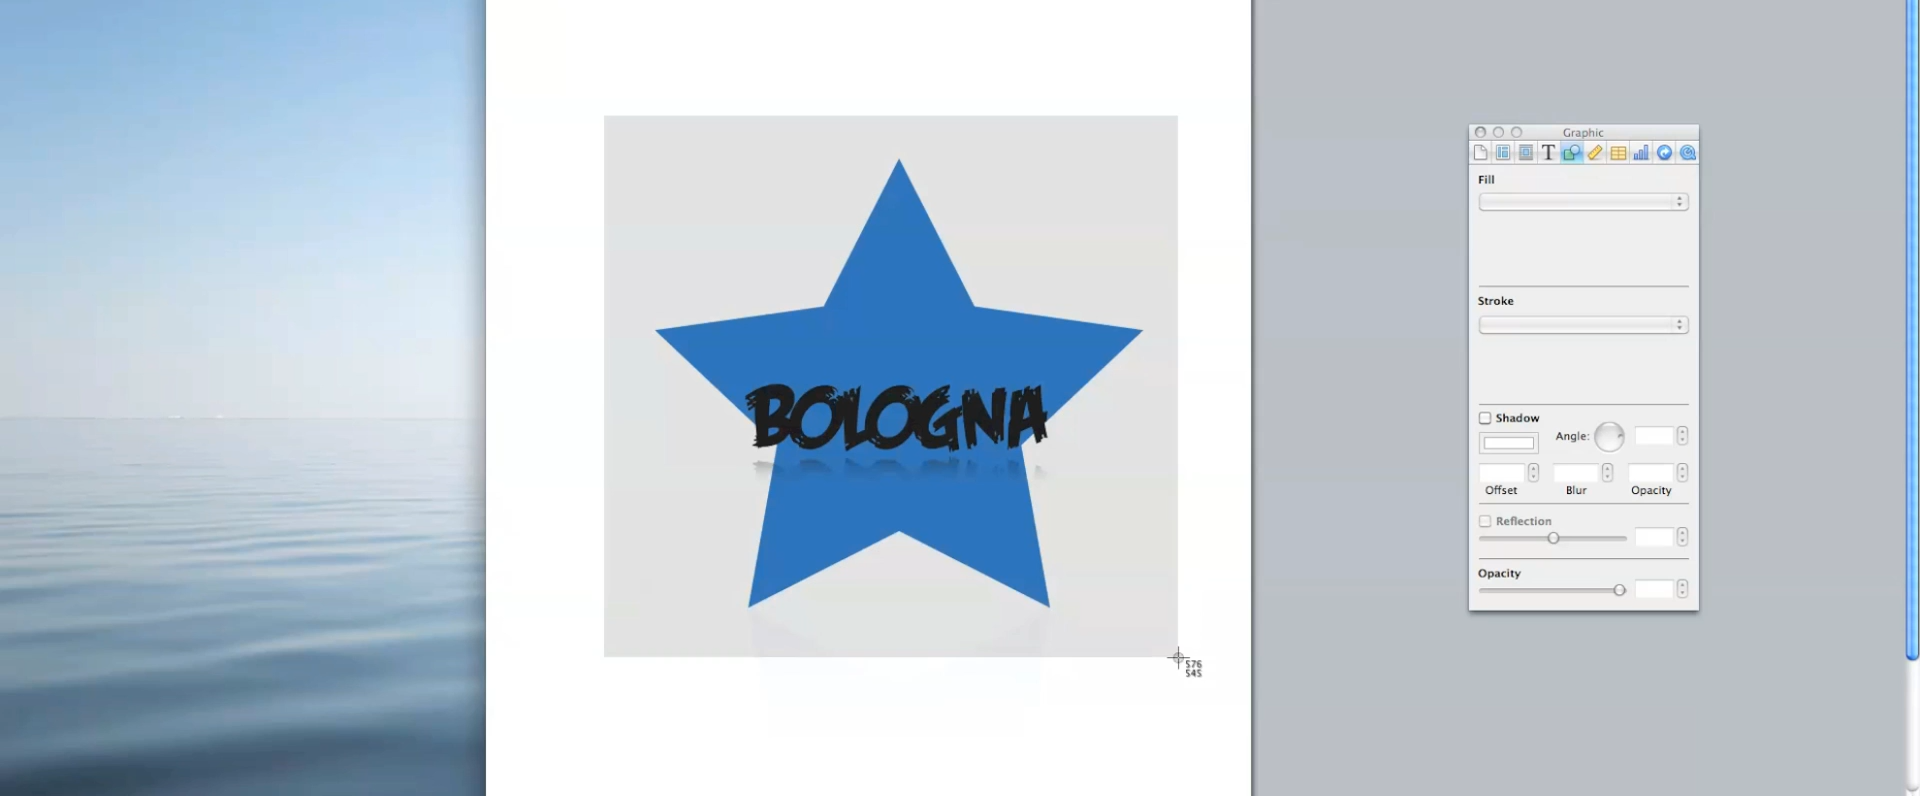 BOLOGNA
576
545
Graphic
T
Fill
Stroke
Shadow
Angle:
Offset Blur Opacity
Reflection
Opacity